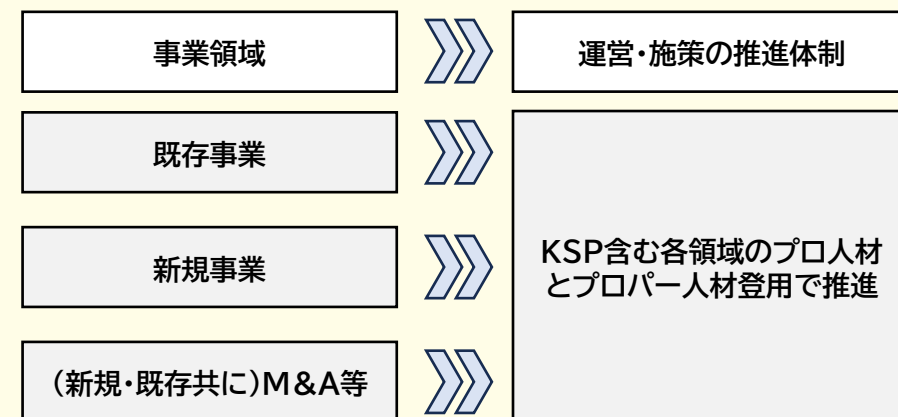 事業領域
運営・施策の推進体制
既存事業
新規事業
（新規・既存共に）M＆A等
KSP含む各領域のプロ人材
とプロパー人材登用で推進